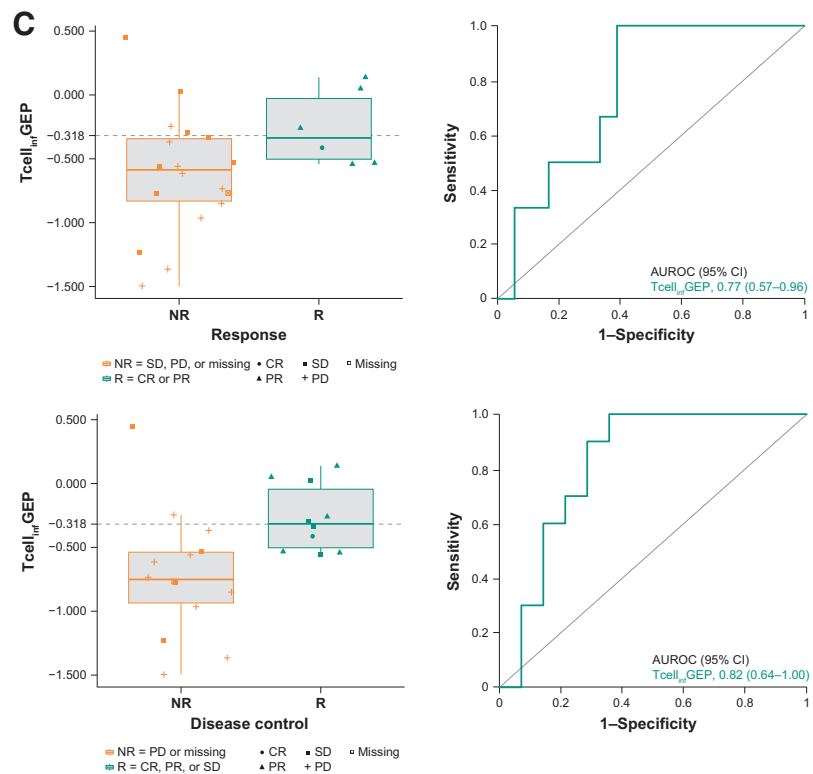 C
0.500
0.000
−0.318
−0.500
−1.000
−1.500
TcellinfGEP
NR
R
Response
NR = SD, PD, or missing
R = CR or PR
CR
SD
Missing
PR
PD
1.0
0.8
0.6
0.4
0.2
0
Sensitivity
AUROC (95% CI)
TcellinfGEP, 0.77 (0.57–0.96)
0
0.2
0.4
0.6
0.8
1
1–Specificity
0.500
0.000
−0.318
−0.500
−1.000
−1.500
TcellinfGEP
NR
R
Disease control
NR = PD or missing
R = CR, PR, or SD
CR
SD
Missing
PR
PD
1.0
0.8
0.6
0.4
0.2
0
Sensitivity
AUROC (95% CI)
TcellinfGEP, 0.82 (0.64–1.00)
0
0.2
0.4
0.6
0.8
1
1–Specificity